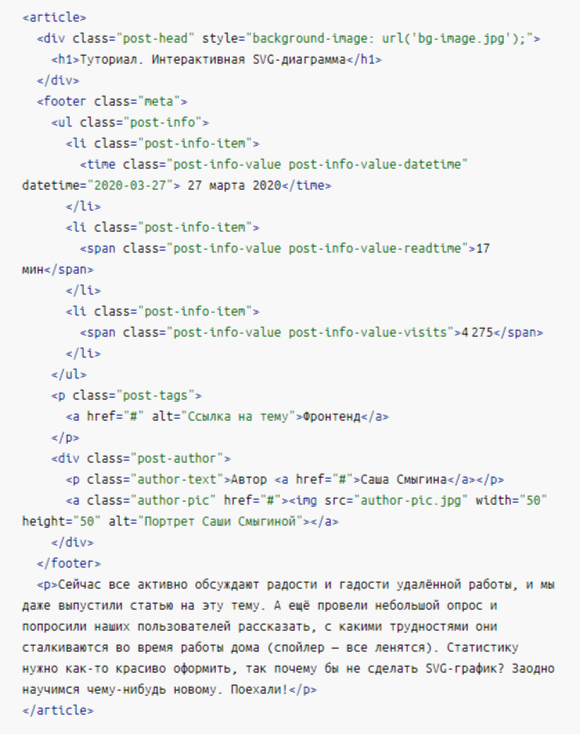 <article>
<div class="post-head" style="background-image: url('bg-image.jpg');">
<h1>Туториал. Интерактивная SVG-диаграмма</h1>
</div>
<footer class="meta">
<ul class="post-info">
<li class="post-info-item">
<time class="post-info-value post-info-value-datetime"
datetime="2020-03-27"> 27 марта 2020</time>
</li>
<li class="post-info-item">
<span class="post-info-value post-info-value-readtime">17
мин</span>
</li>
<li class="post-info-item">
<span class="post-info-value post-info-value-visits">4 275</span>
</li>
</ul>
<p class="post-tags">
<a href="#" alt="Ссылка на тему">Фронтенд</a>
</p>
<div class="post-author">
<p class="author-text">Автор <a href="#">Саша Смыгина</a></p>
<a class="author-pic" href="#"><img src="author-pic.jpg" width="50"
height="50" alt="Портрет Саши Смыгиной"></a>
</div>
</footer>
<p>Сейчас все активно обсуждают радости и гадости удалённой работы, и мы
даже выпустили статью на эту тему. А ещё провели небольшой опрос и
попросили наших пользователей рассказать, с какими трудностями они
сталкиваются во время работы дома (спойлер – все ленятся). Статистику
нужно как-то красиво оформить, так почему бы не сделать SVG-график? Заодно
научимся чему-нибудь новому. Поехали!</p>
</article>